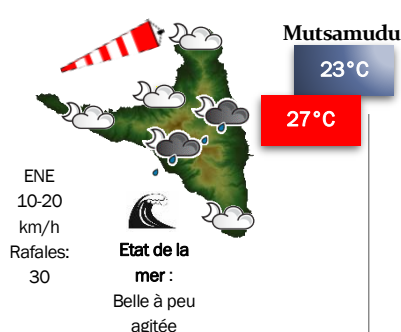 Mutsamudu
23°C
27°C
ENE
10-20
km/h
Rafales:
30
Etat de la
mer :
Belle à peu
agitée